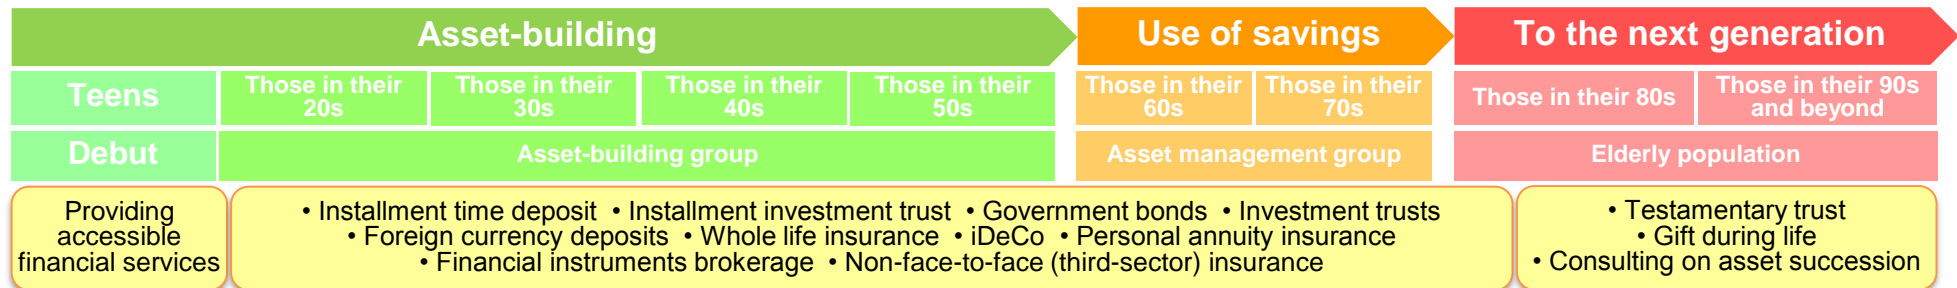 Asset-building
Use of savings
To the next generation
Teens
Those in their
20s
Those in their
30s
Those in their
40s
Those in their
50s
Those in their
60s
Those in their
70s
Those in their 80s
Those in their 90s
and beyond
Debut
Asset-building group
Asset management group
Elderly population
Providing
accessible
financial services
• Installment time deposit • Installment investment trust • Government bonds • Investment trusts
• Foreign currency deposits • Whole life insurance • iDeCo • Personal annuity insurance
• Financial instruments brokerage • Non-face-to-face (third-sector) insurance
• Testamentary trust
• Gift during life
• Consulting on asset succession